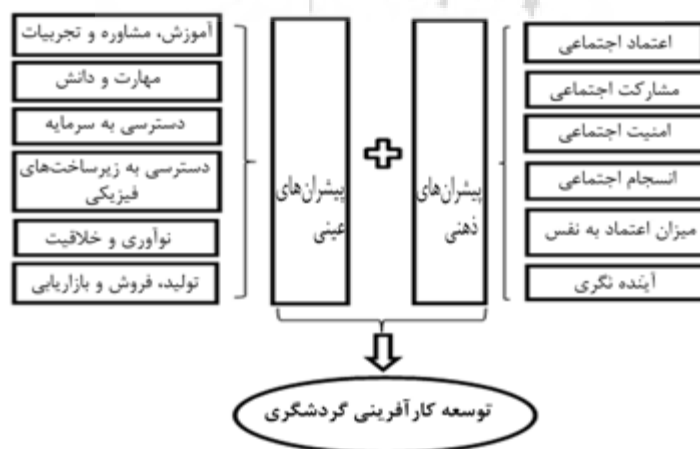 اعتماد اجتماعی
مشارکت اجتماعی
امنیت اجتماعی
انسجام اجتماعی
میزان اعتماد به نفس
آینده نگری
پیشران‌های
ذهنی
پیشران‌های
عینی
آموزش، مشاوره و تجربیات
مهارت و دانش
دسترسی به سرمایه
دسترسی به زیرساخت‌های
فیزیکی
نوآوری و خلاقیت
تولید، فروش و بازاریابی
توسعه کارآفرینی گردشگری